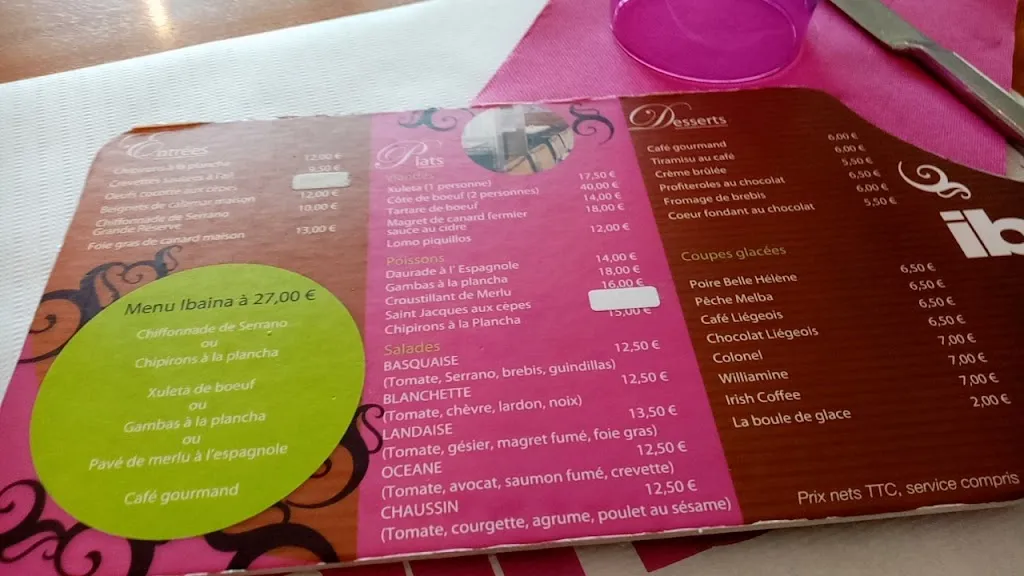 Entrées
Chipirons à la plancha 12,00 €
9,50 €
Oeufs cocotte aux cèpes
Beignets de calamar maison 12,00 €
Chiffonnade de Serrano 10,00 €
Grande Réserve
Foie gras de canard maison 13,00 €
Menu Ibaina à 27,00 €
Chiffonnade de Serrano
ou
Chipirons à la plancha
Xuleta de boeuf
ou
Gambas à la plancha
ou
Pavé de merlu à l'espagnole
Café gourmand
Plats
Viandes
Xuleta (1 personne) 17,50 €
Côte de boeuf (2 personnes) 40,00 €
Tartare de boeuf 14,00 €
Magret de canard fermier 18,00 €
sauce au cidre
Lomo piquillos 12,00 €
Poissons
Daurade à l' Espagnole 14,00 €
Gambas à la plancha 18,00 €
Croustillant de Merlu 16,00 €
Saint Jacques aux cèpes
Chipirons à la Plancha 15,00 €
Salades
BASQUAISE 12,50 €
(Tomate, Serrano, brebis, guindillas)
BLANCHETTE 12,50 €
(Tomate, chèvre, lardon, noix)
LANDAISE 13,50 €
(Tomate, gésier, magret fumé, foie gras)
OCEANE 12,50 €
(Tomate, avocat, saumon fumé, crevette)
CHAUSSIN 12,50 €
(Tomate, courgette, agrume, poulet au sésame)
Desserts
Café gourmand 6,00 €
Tiramisu au café 6,00 €
Crème brûlée 5,50 €
Profiteroles au chocolat 6,50 €
Fromage de brebis 6,00 €
Coeur fondant au chocolat 5,50 €
Coupes glacées
Poire Belle Hélène 6,50 €
Pêche Melba 6,50 €
Café Liégeois 6,50 €
Chocolat Liégeois 6,50 €
Colonel 7,00 €
Williamine 7,00 €
Irish Coffee 7,00 €
La boule de glace 2,00 €
ib
Prix nets TTC, service compris